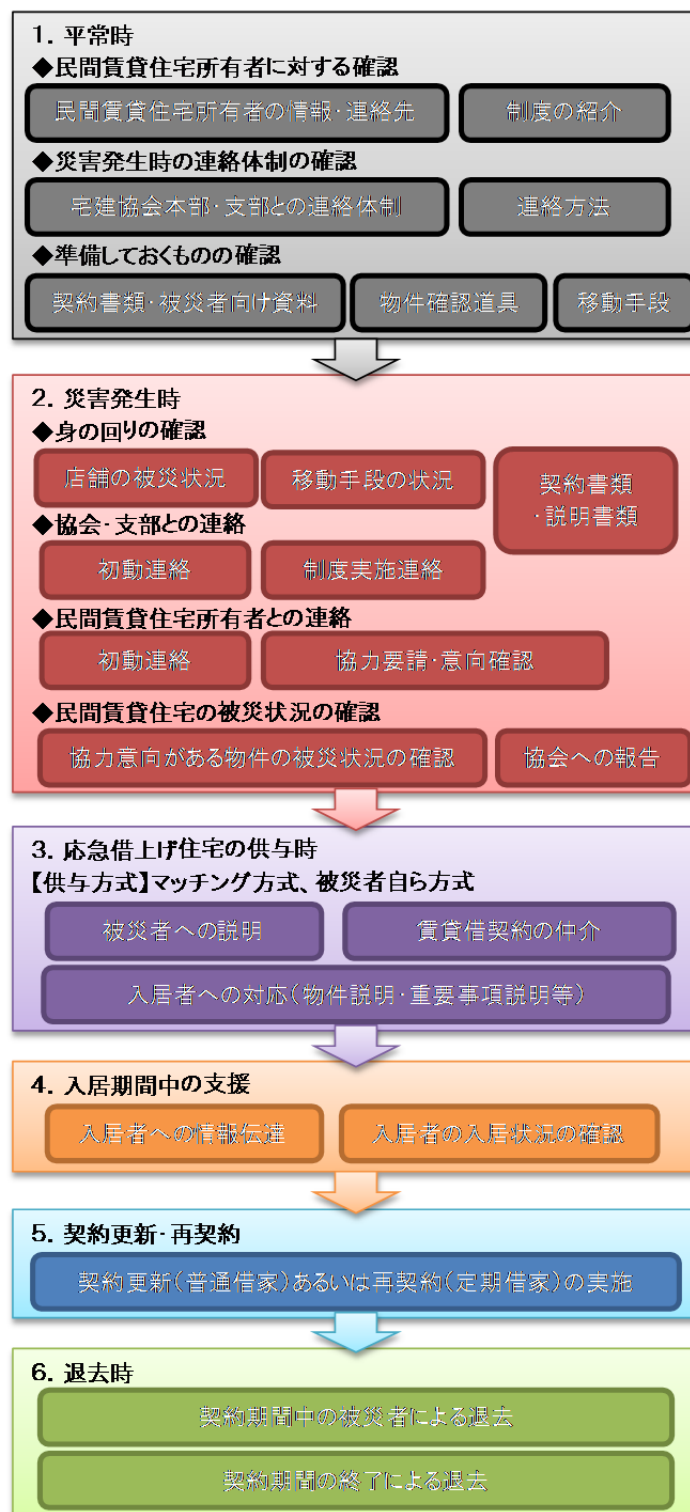 1. 平常時
◆民間賃貸住宅所有者に対する確認
民間賃貸住宅所有者の情報・連絡先
制度の紹介
◆災害発生時の連絡体制の確認
宅建協会本部・支部との連絡体制
連絡方法
◆準備しておくものの確認
契約書類・被災者向け資料
物件確認道具
移動手段
2. 災害発生時
◆身の回りの確認
店舗の被災状況
移動手段の状況
契約書類
・説明書類
◆協会・支部との連絡
初動連絡
制度実施連絡
◆民間賃貸住宅所有者との連絡
初動連絡
協力要請・意向確認
◆民間賃貸住宅の被災状況の確認
協力意向がある物件の被災状況の確認
協会への報告
3. 応急借上げ住宅の供与時
【供与方式】マッチング方式、被災者自ら方式
被災者への説明
賃貸借契約の仲介
入居者への対応(物件説明・重要事項説明等)
4. 入居期間中の支援
入居者への情報伝達
入居者の入居状況の確認
5. 契約更新・再契約
契約更新(普通借家)あるいは再契約(定期借家)の実施
6. 退去時
契約期間中の被災者による退去
契約期間の終了による退去